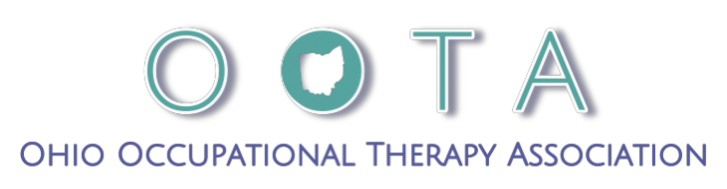 OOTA
OHIO OCCUPATIONAL THERAPY ASSOCIATION